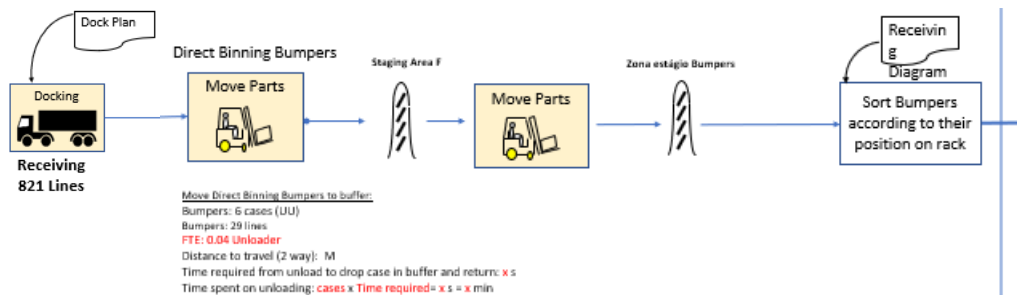 Dock Plan
Direct Binning Bumpers
Staging Area F
Zona estágio Bumpers
Receivin
g
Diagram
Docking
Move Parts
Move Parts
Sort Bumpers
according to their
position on rack
Receiving
821 Lines
Move Direct Binning Bumpers to buffer:
Bumpers: 6 cases (UU)
Bumpers: 29 lines
FTE: 0.04 Unloader
Distance to travel (2 way): M
Time required from unload to drop case in buffer and return: x s
Time spent on unloading: cases x Time required= x s = x min